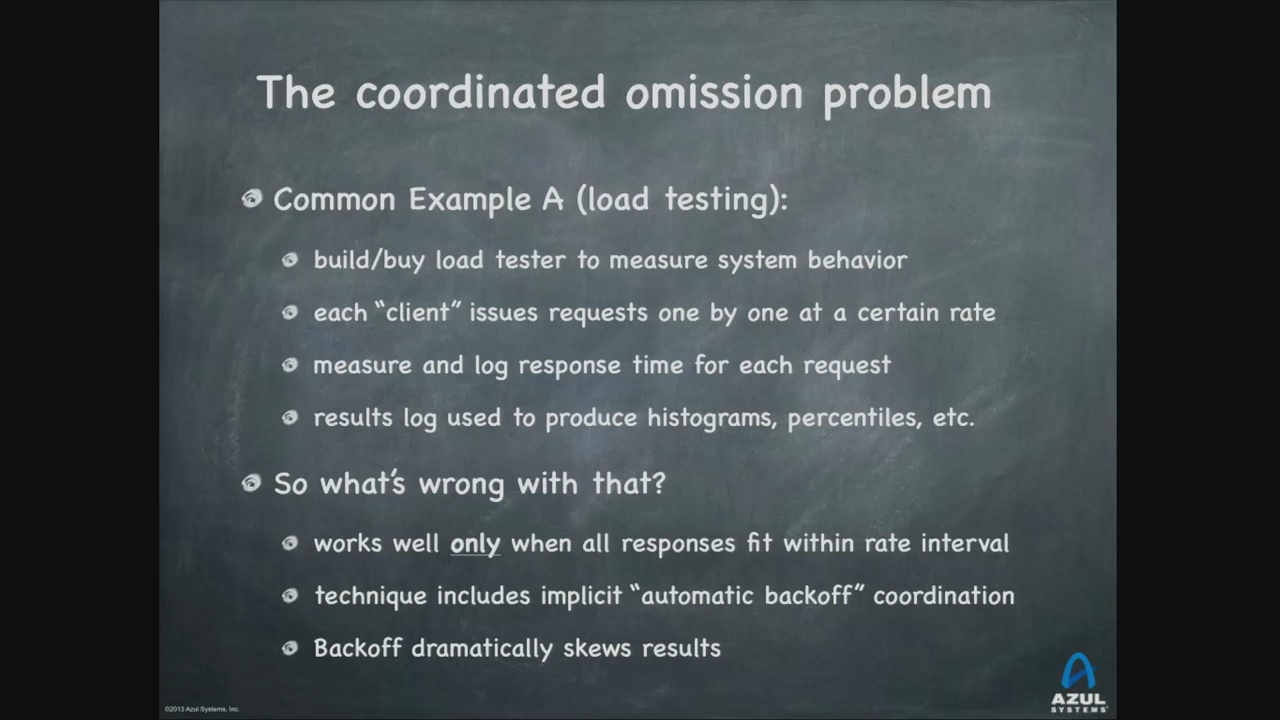 The coordinated omission problem
Common Example A (load testing):
build/buy load tester to measure system behavior
each “client” issues requests one by one at a certain rate
measure and log response time for each request
results log used to produce histograms, percentiles, etc.
So what’s wrong with that?
works well only when all responses fit within rate interval
technique includes implicit “automatic backoff” coordination
Backoff dramatically skews results
©2013 Azul Systems, Inc.
AZUL
SYSTEMS